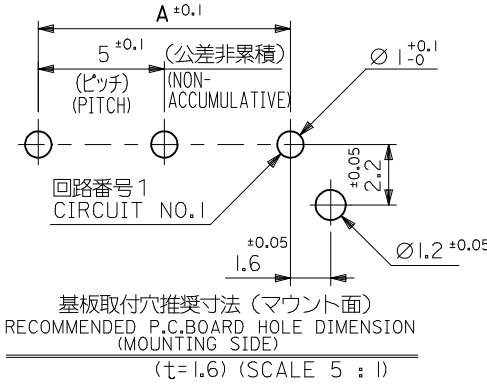 A ±0.1
5 ±0.1 (公差非累積)
(ピッチ) (NON-
(PITCH) ACCUMULATIVE)
∅ 1 +0.1 -0
回路番号1
CIRCUIT NO.1
2.2 ±0.05
1.6 ±0.05
∅1.2 ±0.05
基板取付穴推奨寸法 (マウント面)
RECOMMENDED P.C.BOARD HOLE DIMENSION
(MOUNTING SIDE)
(t=1.6) (SCALE 5 : 1)